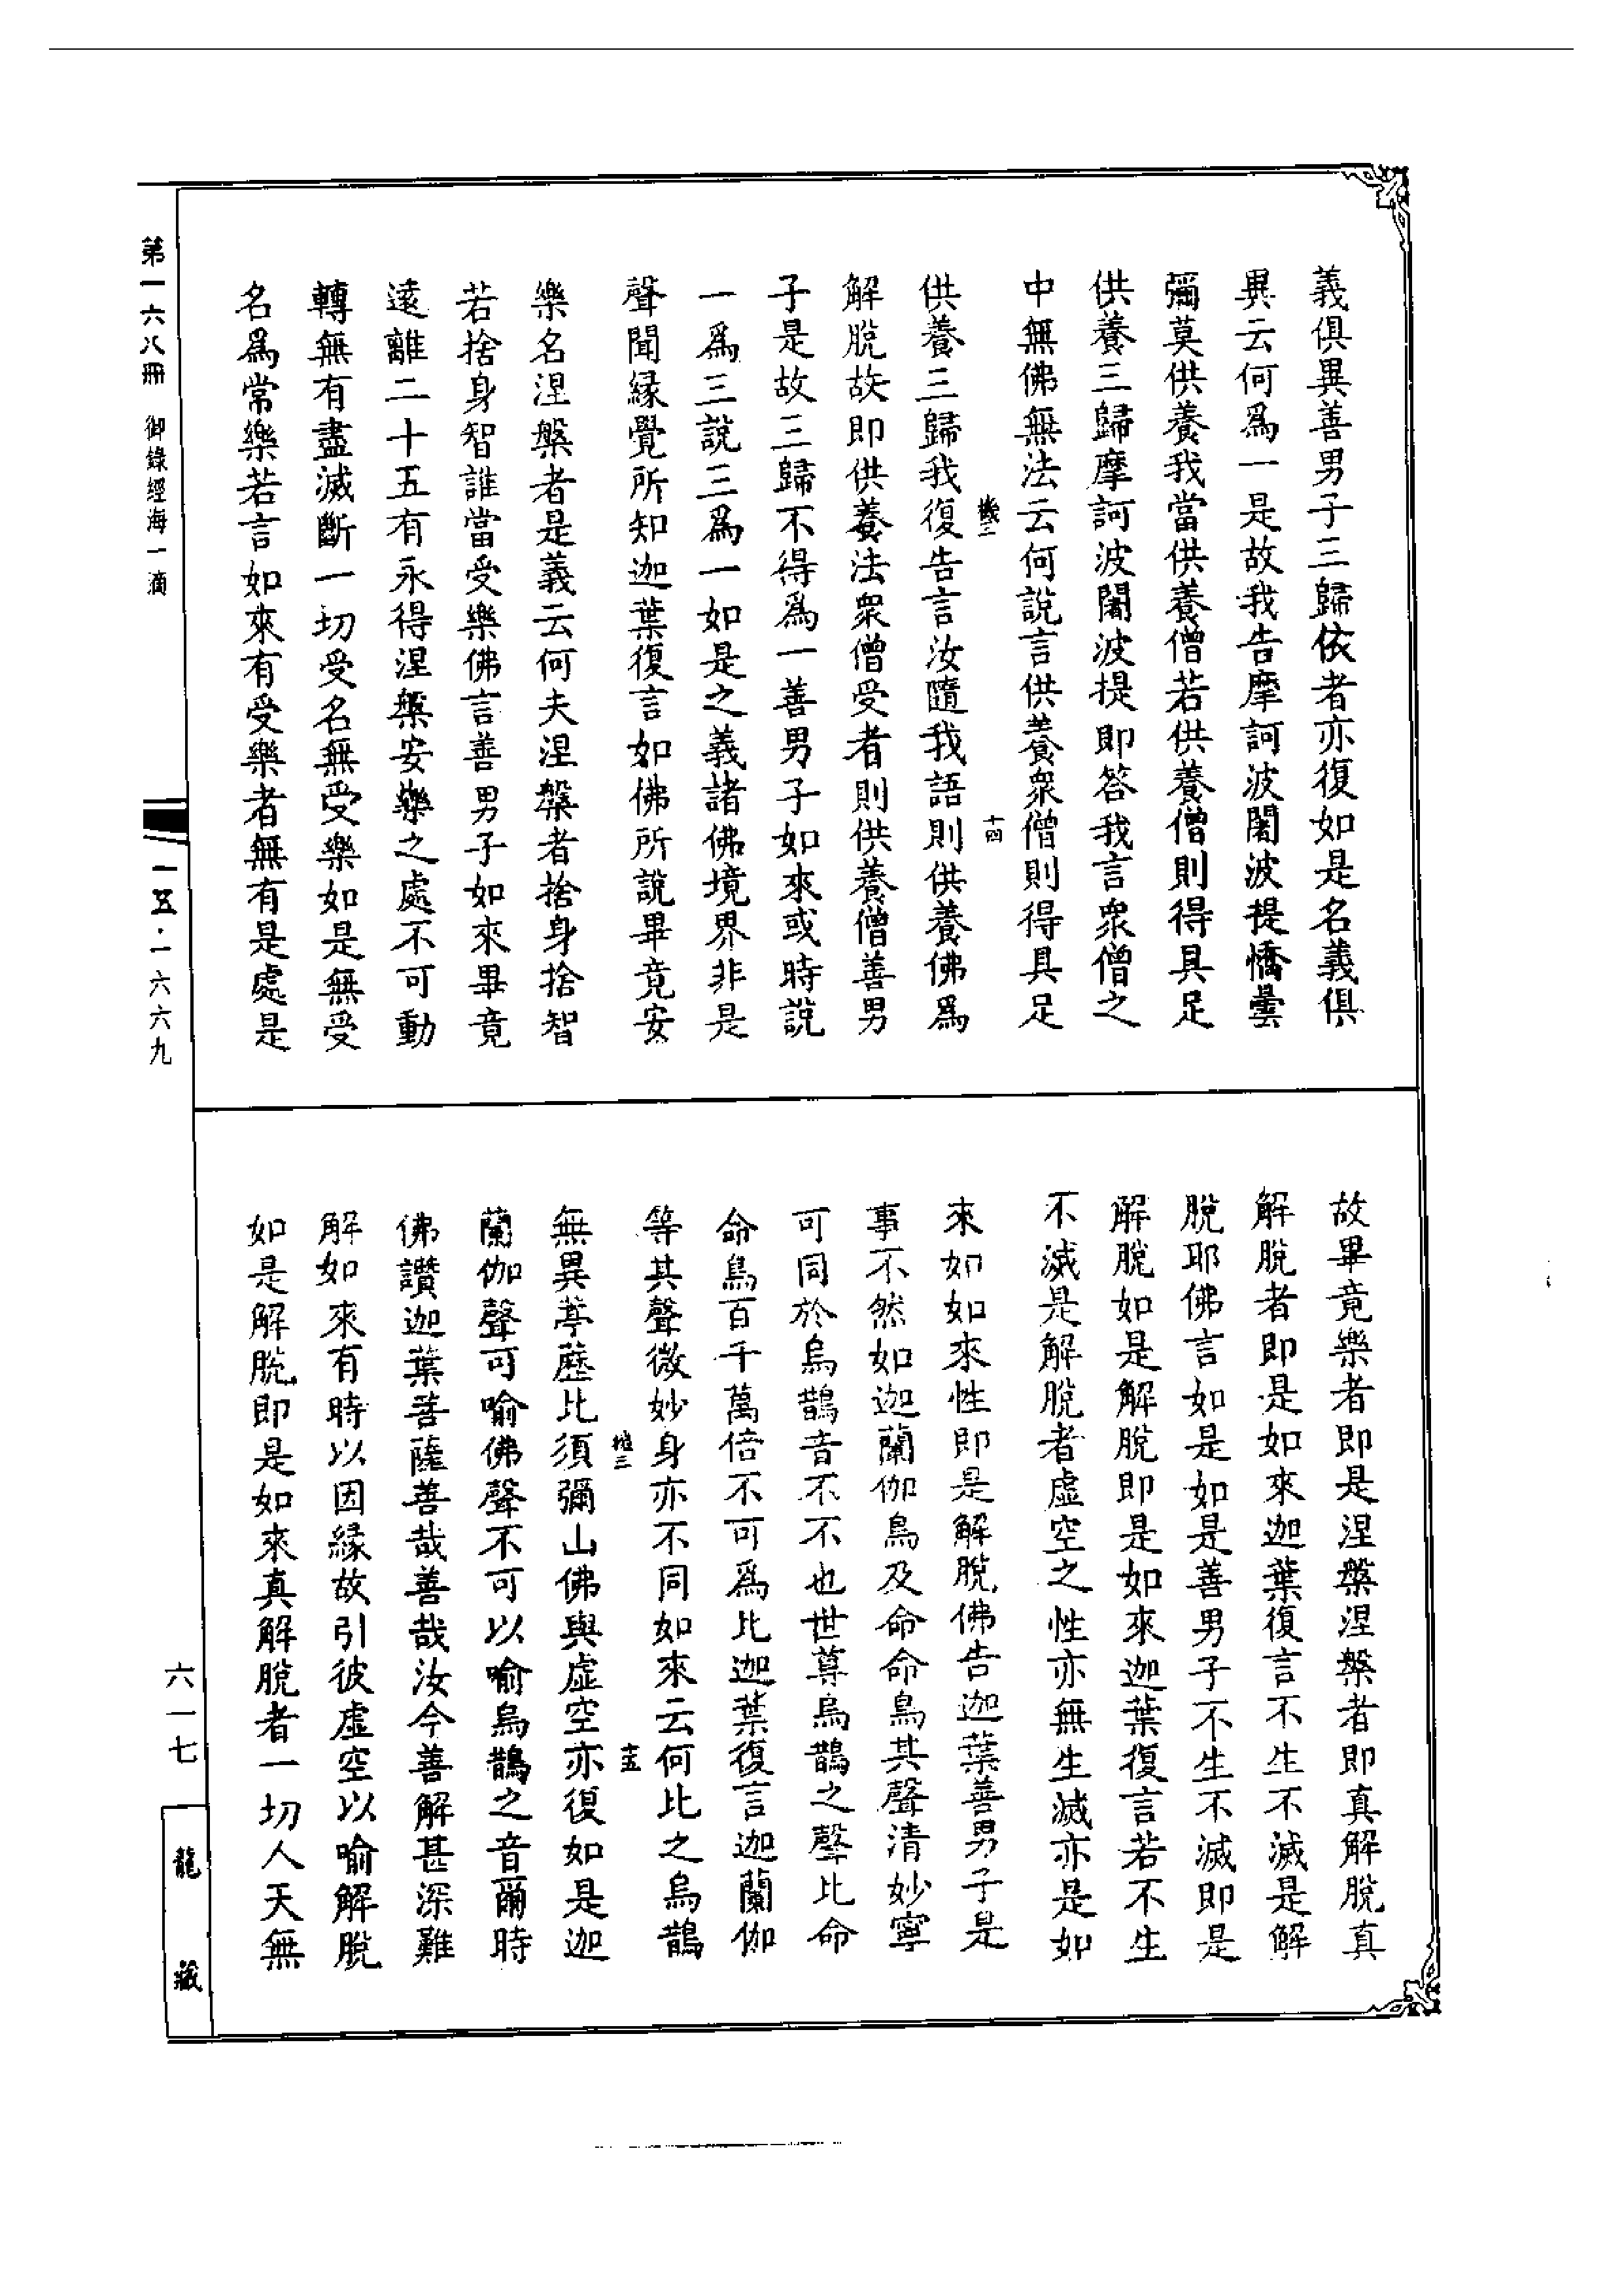 義俱異善男子三歸依者亦復如是名義俱
異云何爲一是故我告摩訶波闍波提憍曇
彌莫供養我當供養僧若供養僧則得具足
供養三歸摩訶波闍波提即答我言衆僧之
中無佛無法云何說言供養衆僧則得具足
十四
供養三歸我復告言汝隨我語則供養佛爲
解脫故即供養法衆僧受者則供養僧善男
子是故三歸不得爲一善男子如來或時說
一爲三說三爲一如是之義諸佛境界非是
聲聞緣覺所知迦葉復言如佛所說畢竟安
樂名涅槃者是義云何夫涅槃者捨身捨智
若捨身智誰當受樂佛言善男子如來畢竟
遠離二十五有永得涅槃安樂之處不可動
轉無有盡滅斷一切受名無受樂如是無受
名爲常樂若言如來有受樂者無有是處是
故畢竟樂者即是涅槃涅槃者即真解脫真
解脫者即是如來迦葉復言不生不滅是解
脫耶佛言如是如是善男子不生不滅即是
解脫如是解脫即是如來迦葉復言若不生
不滅是解脫者虛空之性亦無生滅亦是如
來如如來性即是解脫佛告迦葉善男子是
事不然如迦蘭伽鳥及命命鳥其聲清妙寧
可同於烏鵲音不不也世尊烏鵲之聲比命
命鳥百千萬倍不可爲比迦葉復言迦蘭伽
等其聲微妙身亦不同如來云何比之烏鵲
無異葶藶比須彌山佛與虛空亦復如是迦
蘭伽聲可喻佛聲不可以喻烏鵲之音爾時
佛讚迦葉菩薩善哉善哉汝今善解甚深難
解如來有時以因緣故引彼虛空以喻解脫
如是解脫即是如來真解脫者一切人天無
第一六八冊　御錄經海一滴
一五·一六六九
六一七
龍藏